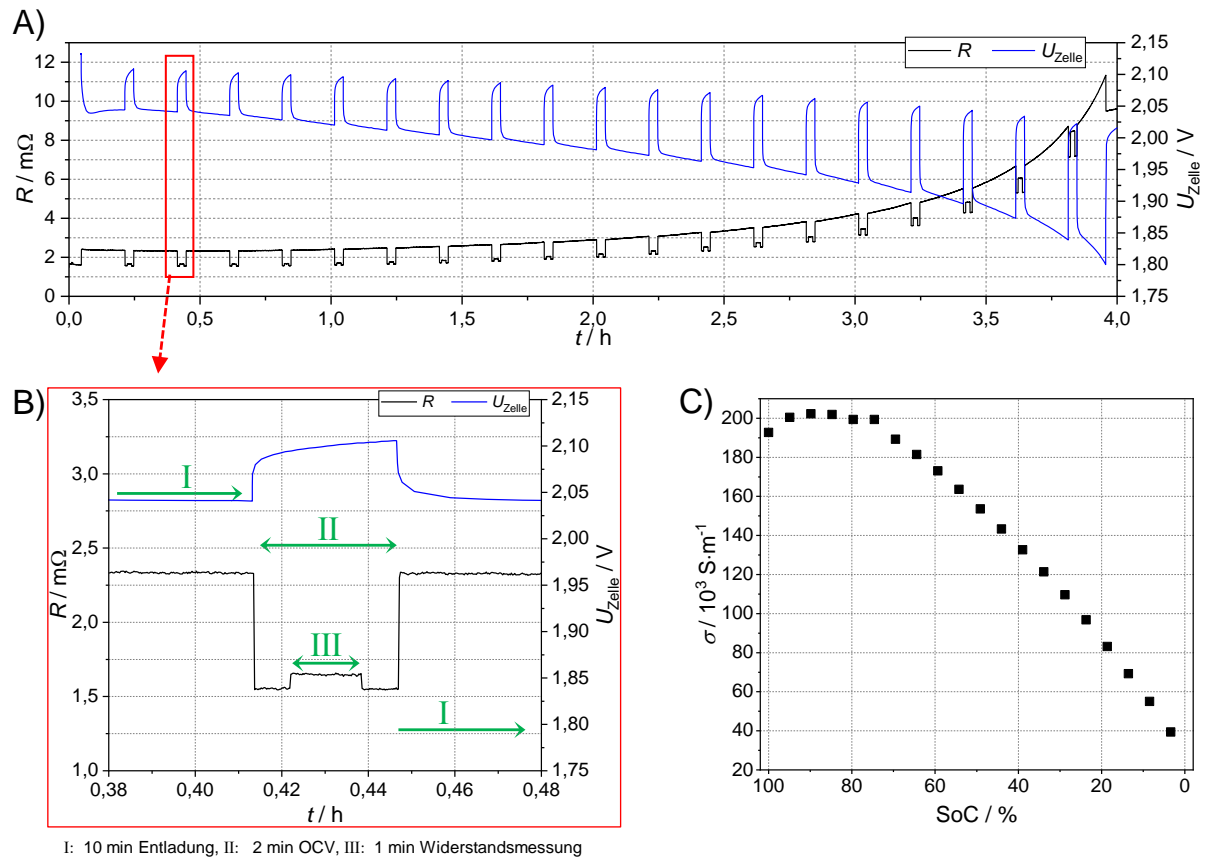 A)
R U_Zelle
R / mΩ
12
10
8
6
4
2
0
2,15
2,10
2,05
2,00
1,95
1,90
1,85
1,80
1,75
U_Zelle / V
0,0 0,5 1,0 1,5 2,0 2,5 3,0 3,5 4,0
t / h
B)
R U_Zelle
R / mΩ
3,5
3,0
2,5
2,0
1,5
1,0
I
II
III
I
2,15
2,10
2,05
2,00
1,95
1,90
1,85
1,80
1,75
U_Zelle / V
0,38 0,40 0,42 0,44 0,46 0,48
t / h
I: 10 min Entladung, II: 2 min OCV, III: 1 min Widerstandsmessung
C)
σ / 10³ S·m⁻¹
200
180
160
140
120
100
80
60
40
20
100 80 60 40 20 0
SoC / %